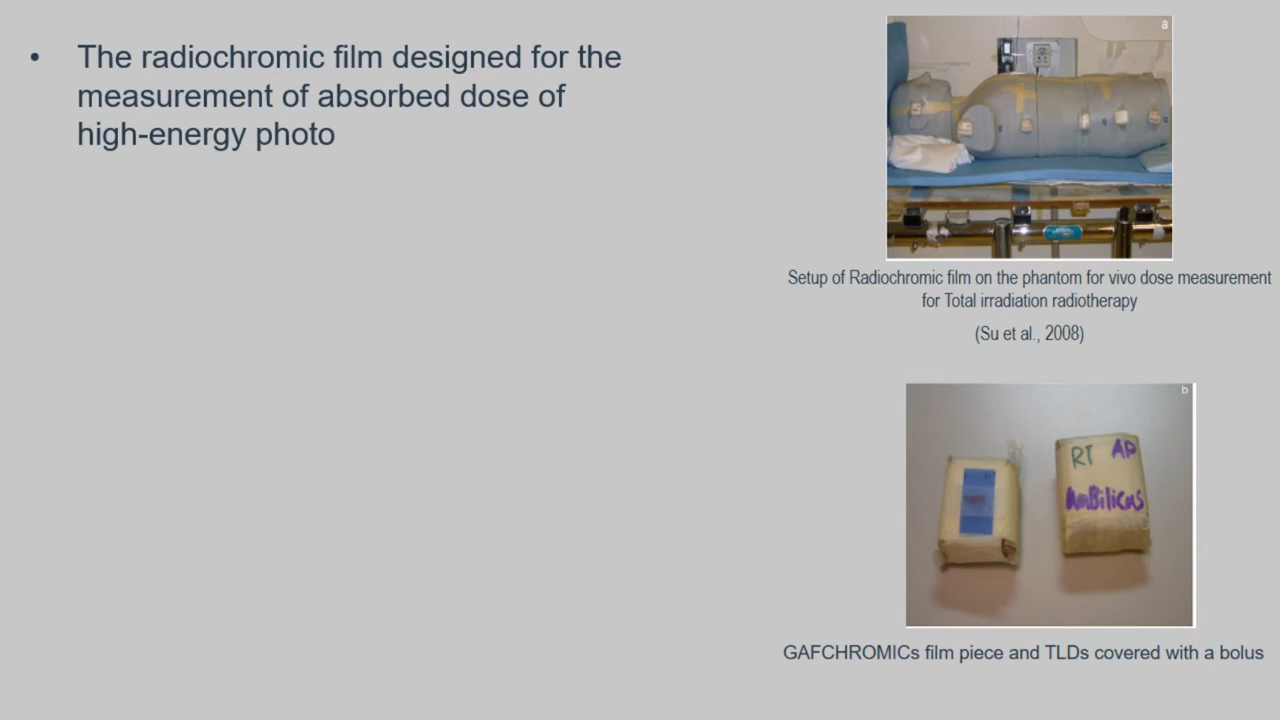 • The radiochromic film designed for the
measurement of absorbed dose of
high-energy photo
a
Setup of Radiochromic film on the phantom for vivo dose measurement
for Total irradiation radiotherapy
(Su et al., 2008)
b
RT AP
umBilicus
GAFCHROMICs film piece and TLDs covered with a bolus